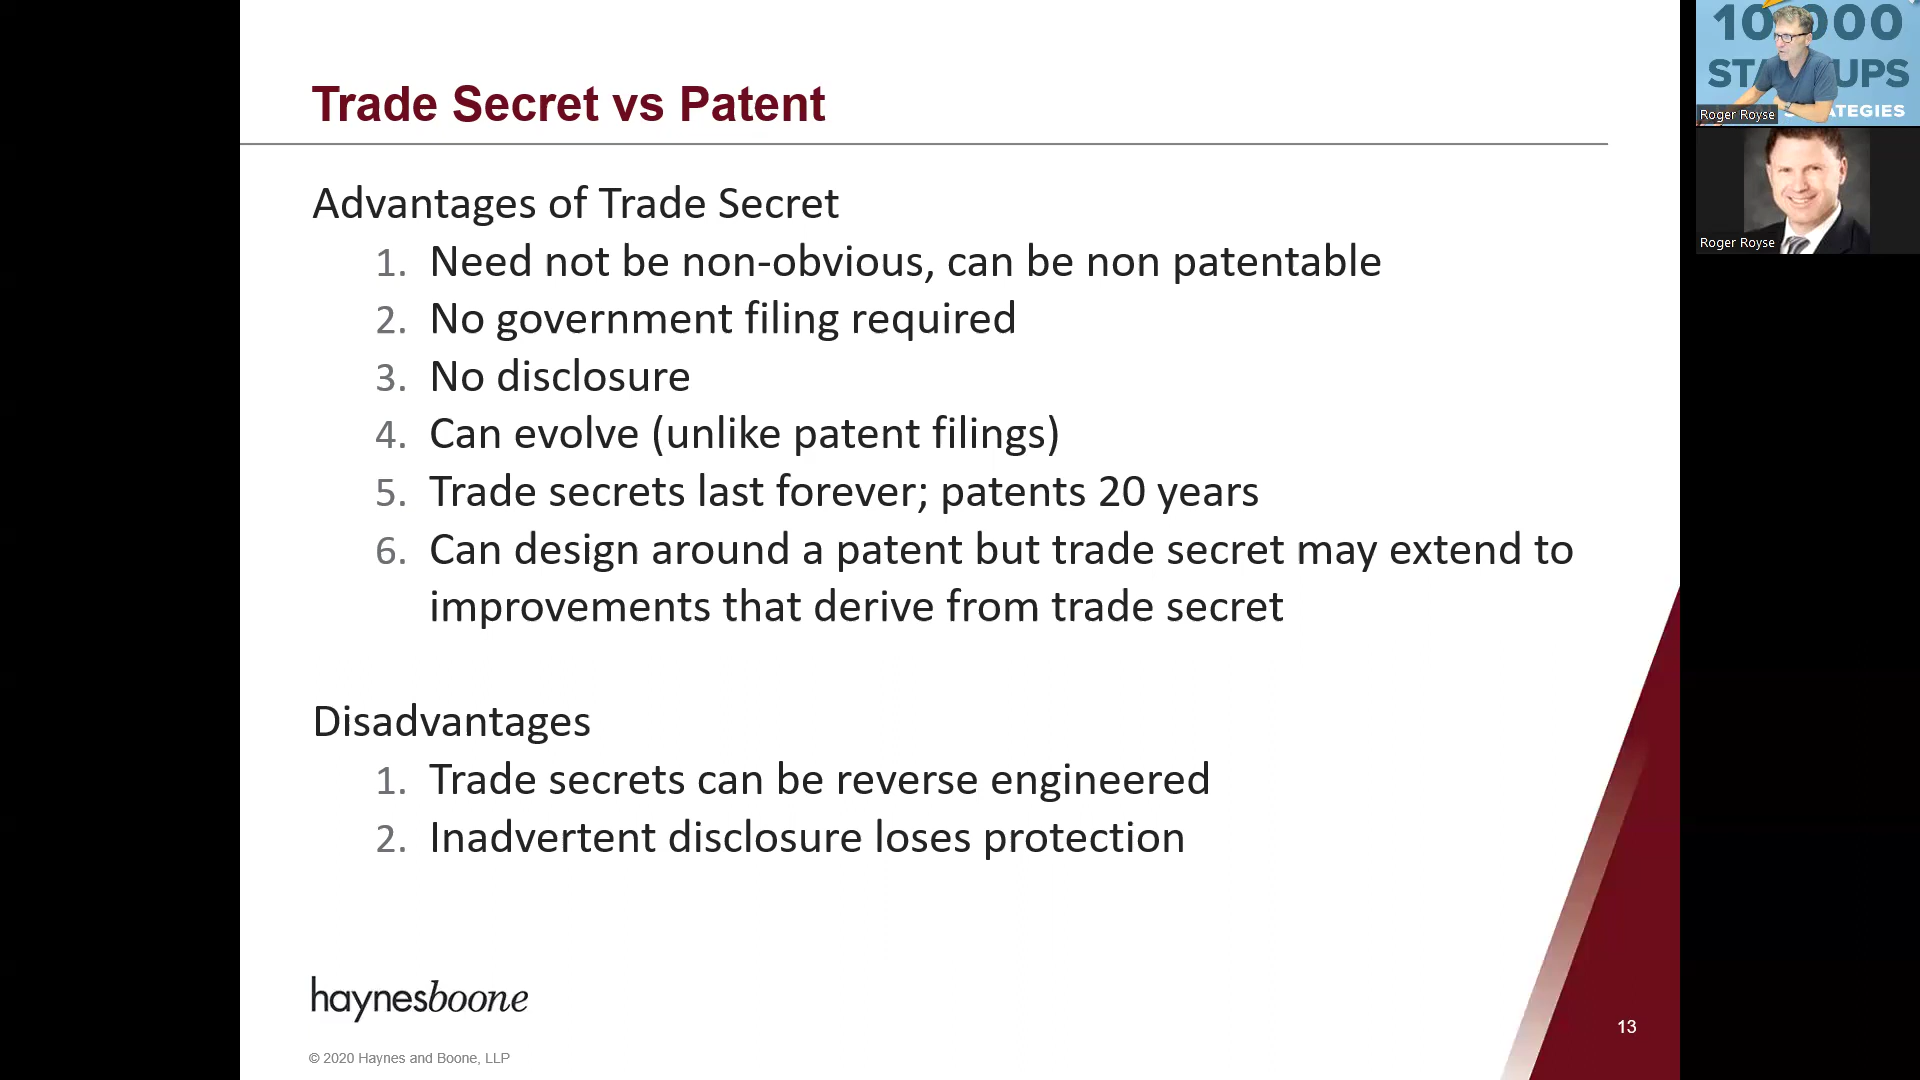 Trade Secret vs Patent
Advantages of Trade Secret
1. Need not be non-obvious, can be non patentable
2. No government filing required
3. No disclosure
4. Can evolve (unlike patent filings)
5. Trade secrets last forever; patents 20 years
6. Can design around a patent but trade secret may extend to
improvements that derive from trade secret
Disadvantages
1. Trade secrets can be reverse engineered
2. Inadvertent disclosure loses protection
haynesboone
© 2020 Haynes and Boone, LLP
13
Roger Royse
Roger Royse